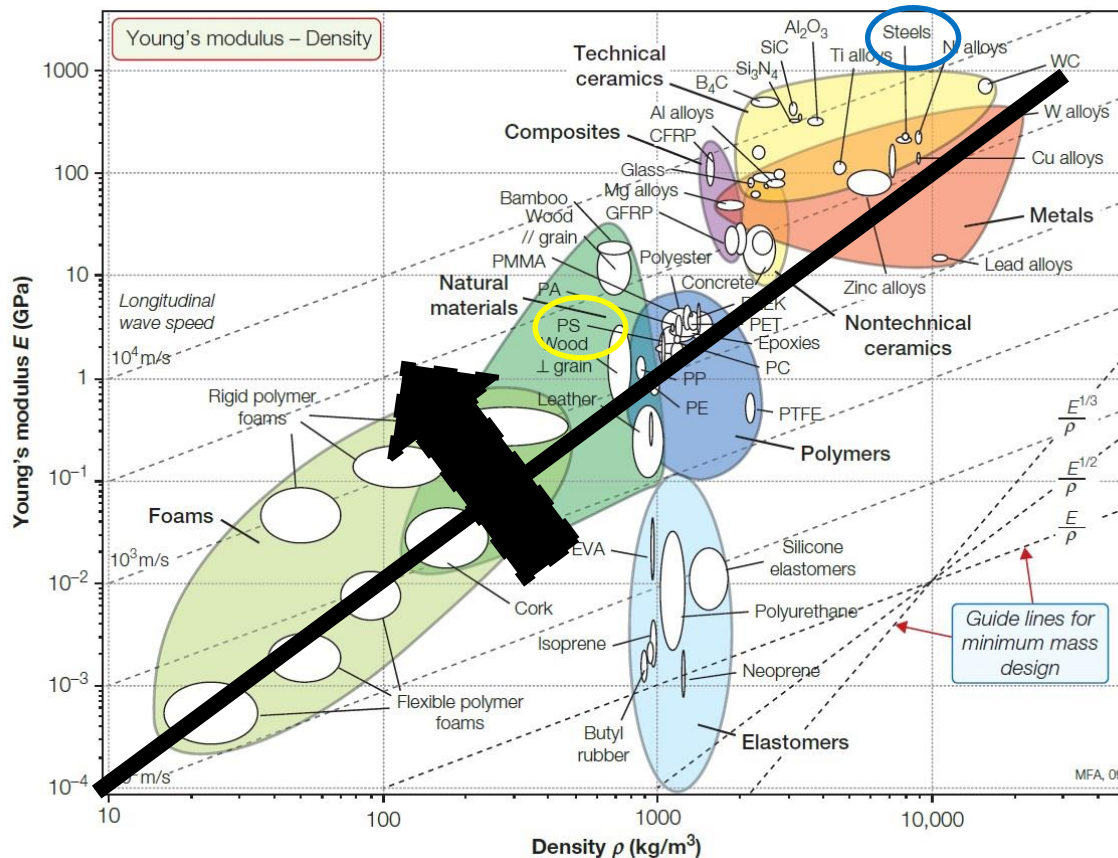 Young's modulus – Density
Al₂O₃
Steels
SiC
Ti alloys
Ni alloys
Si₃N₄
WC
Technical
ceramics
B₄C
W alloys
Al alloys
Composites
CFRP
Cu alloys
Glass
Mg alloys
GFRP
Metals
Bamboo
Wood
// grain
Polyester
Lead alloys
PMMA
Concrete
Zinc alloys
Natural
materials
PA
PEEK
Nontechnical
ceramics
PS
PET
Wood
⊥ grain
Epoxies
PC
PP
Leather
PE
PTFE
Polymers
Longitudinal
wave speed
10⁴ m/s
Rigid polymer
foams
Foams
10³ m/s
m/s
EVA
Cork
Silicone
elastomers
Polyurethane
Isoprene
Neoprene
Flexible polymer
foams
Butyl
rubber
Elastomers
E^1/3
ρ
E^1/2
ρ
E
ρ
Guide lines for
minimum mass
design
MFA, 09
Young's modulus E (GPa)
1000
100
10
1
10⁻¹
10⁻²
10⁻³
10⁻⁴
10
100
1000
10,000
Density ρ (kg/m³)